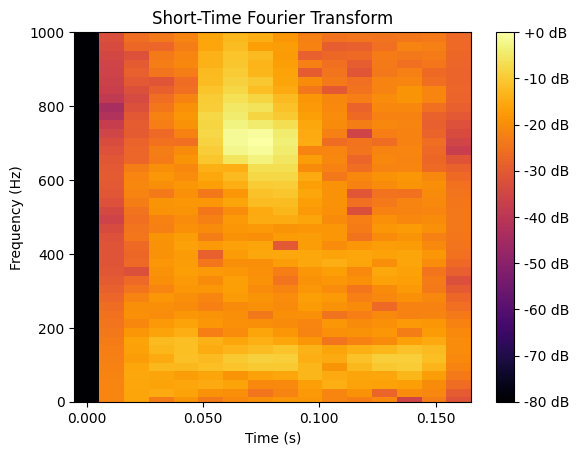 Short-Time Fourier Transform
Frequency (Hz)
1000
800
600
400
200
0
0.000 0.050 0.100 0.150
Time (s)
+0 dB
-10 dB
-20 dB
-30 dB
-40 dB
-50 dB
-60 dB
-70 dB
-80 dB